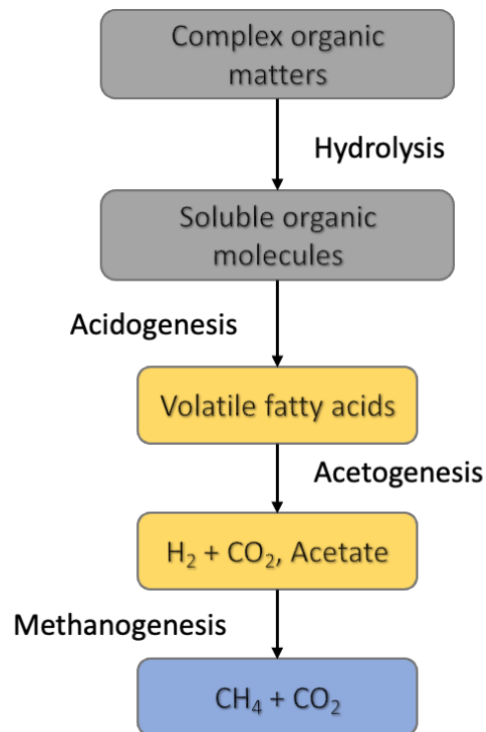 Complex organic
matters
Hydrolysis
Soluble organic
molecules
Acidogenesis
Volatile fatty acids
Acetogenesis
H₂ + CO₂, Acetate
Methanogenesis
CH₄ + CO₂